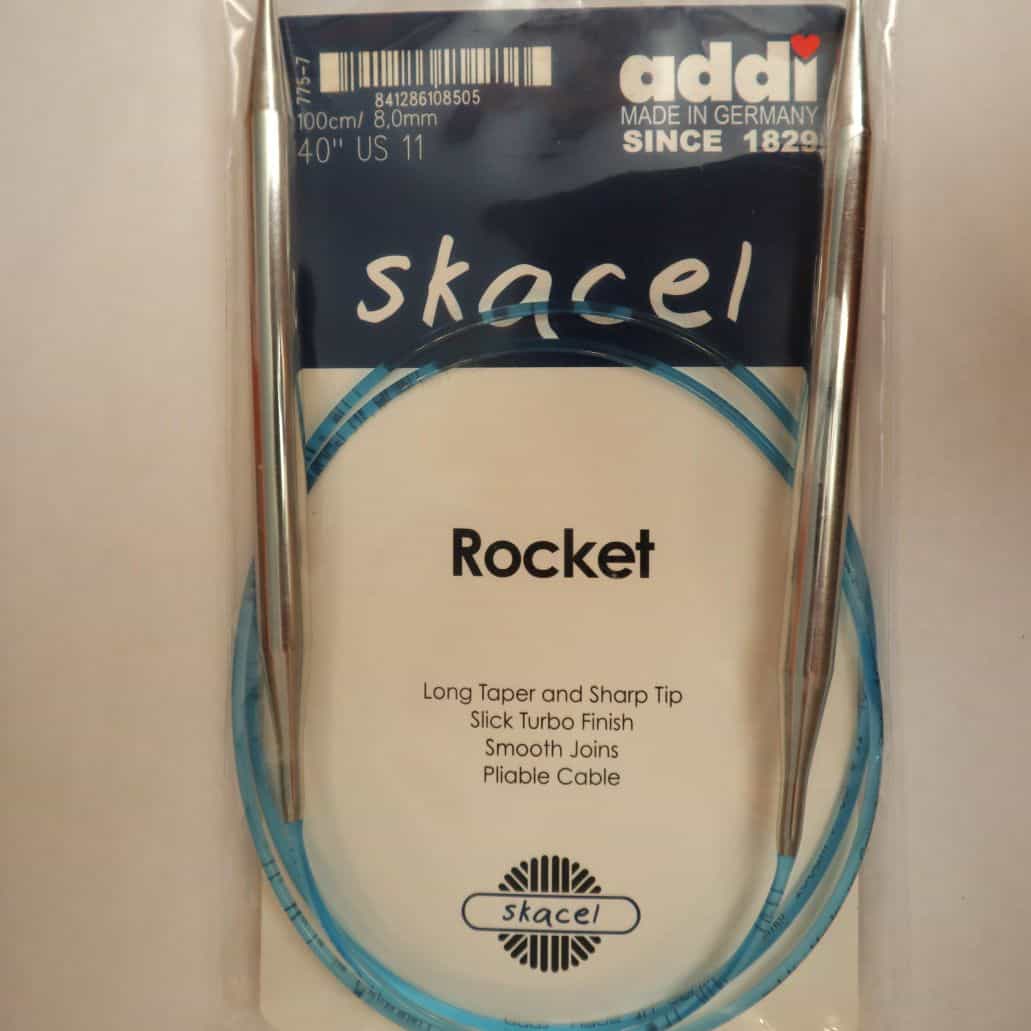 775-7
841286108505
100cm/ 8,0mm
40" US 11
addi
MADE IN GERMANY
SINCE 1829
skacel
Rocket
Long Taper and Sharp Tip
Slick Turbo Finish
Smooth Joins
Pliable Cable
skacel